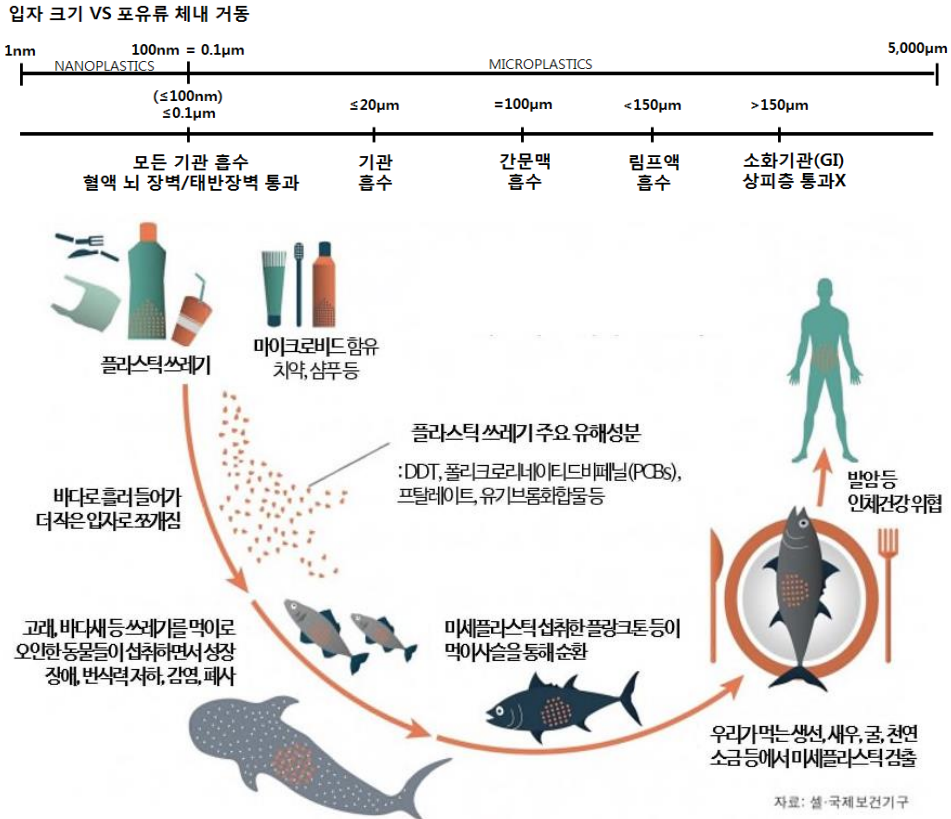 입자 크기 VS 포유류 체내 거동
1nm
100nm = 0.1μm
5,000μm
NANOPLASTICS
MICROPLASTICS
(≤100nm)
≤0.1μm
≤20μm
=100μm
<150μm
>150μm
모든 기관 흡수
혈액 뇌 장벽/태반장벽 통과
기관
흡수
간문맥
흡수
림프액
흡수
소화기관(GI)
상피층 통과X
플라스틱 쓰레기
마이크로비드 함유
치약, 샴푸 등
플라스틱 쓰레기 주요 유해성분
: DDT, 폴리크로리네이티드비페닐(PCBs),
프탈레이트, 유기브롬화합물 등
바다로 흘러 들어가
더 작은 입자로 쪼개짐
발암 등
인체건강 위협
고래, 바다새 등 쓰레기를 먹이로
오인한 동물들이 섭취하면서 성장
장애, 번식력 저하, 감염, 폐사
미세플라스틱 섭취한 플랑크톤 등이
먹이사슬을 통해 순환
우리가 먹는 생선, 새우, 굴, 천연
소금 등에서 미세플라스틱 검출
자료: 셀·국제보건기구